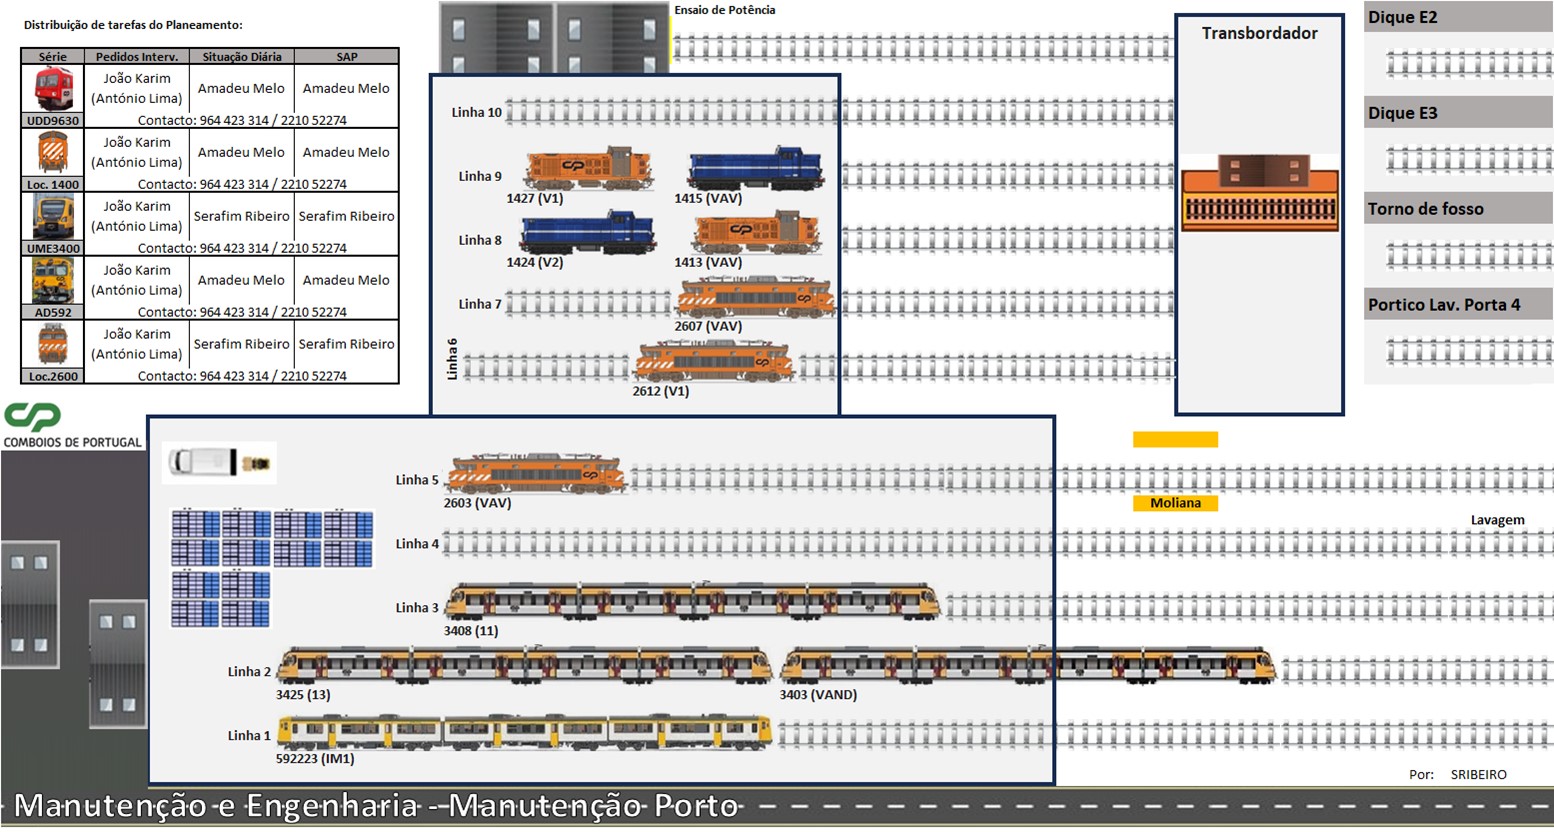 Distribuição de tarefas do Planeamento:
Série Pedidos Interv. Situação Diária SAP
João Karim
(António Lima) Amadeu Melo Amadeu Melo
UDD9630 Contacto: 964 423 314 / 2210 52274
João Karim
(António Lima) Amadeu Melo Amadeu Melo
Loc. 1400 Contacto: 964 423 314 / 2210 52274
João Karim
(António Lima) Serafim Ribeiro Serafim Ribeiro
UME3400 Contacto: 964 423 314 / 2210 52274
João Karim
(António Lima) Amadeu Melo Amadeu Melo
AD592 Contacto: 964 423 314 / 2210 52274
João Karim
(António Lima) Serafim Ribeiro Serafim Ribeiro
Loc.2600 Contacto: 964 423 314 / 2210 52274
CP
COMBOIOS DE PORTUGAL
Ensaio de Potência
Linha 10
Linha 9
1427 (V1) 1415 (VAV)
Linha 8
1424 (V2) 1413 (VAV)
Linha 7
2607 (VAV)
Linha 6
2612 (V1)
Transbordador
Dique E2
Dique E3
Torno de fosso
Portico Lav. Porta 4
Linha 5
2603 (VAV)
Moliana
Lavagem
Linha 4
Linha 3
3408 (11)
Linha 2
3425 (13) 3403 (VAND)
Linha 1
592223 (IM1)
Por: SRIBEIRO
Manutenção e Engenharia - Manutenção Porto